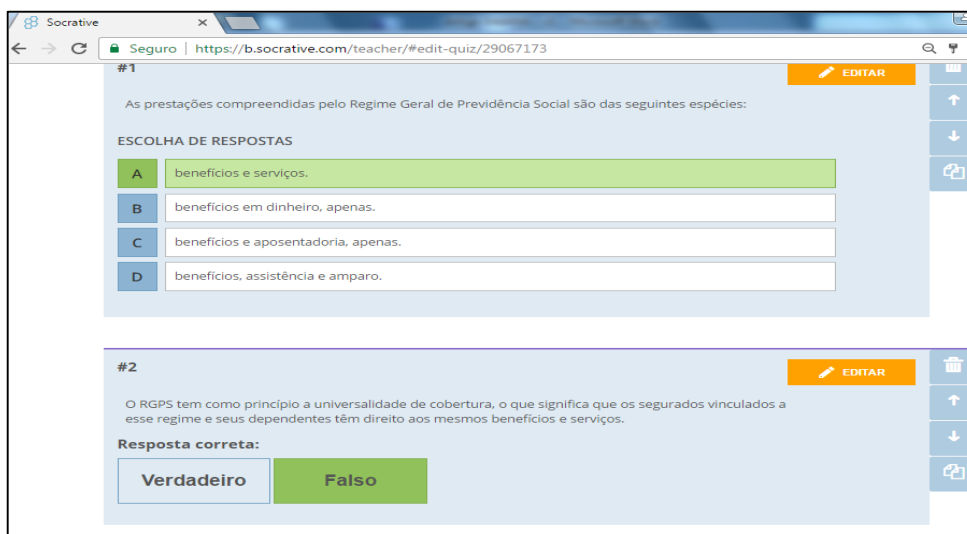 Socrative
Seguro | https://b.socrative.com/teacher/#edit-quiz/29067173
#1
EDITAR
As prestações compreendidas pelo Regime Geral de Previdência Social são das seguintes espécies:
ESCOLHA DE RESPOSTAS
A benefícios e serviços.
B benefícios em dinheiro, apenas.
C benefícios e aposentadoria, apenas.
D benefícios, assistência e amparo.
#2
EDITAR
O RGPS tem como princípio a universalidade de cobertura, o que significa que os segurados vinculados a
esse regime e seus dependentes têm direito aos mesmos benefícios e serviços.
Resposta correta:
Verdadeiro Falso